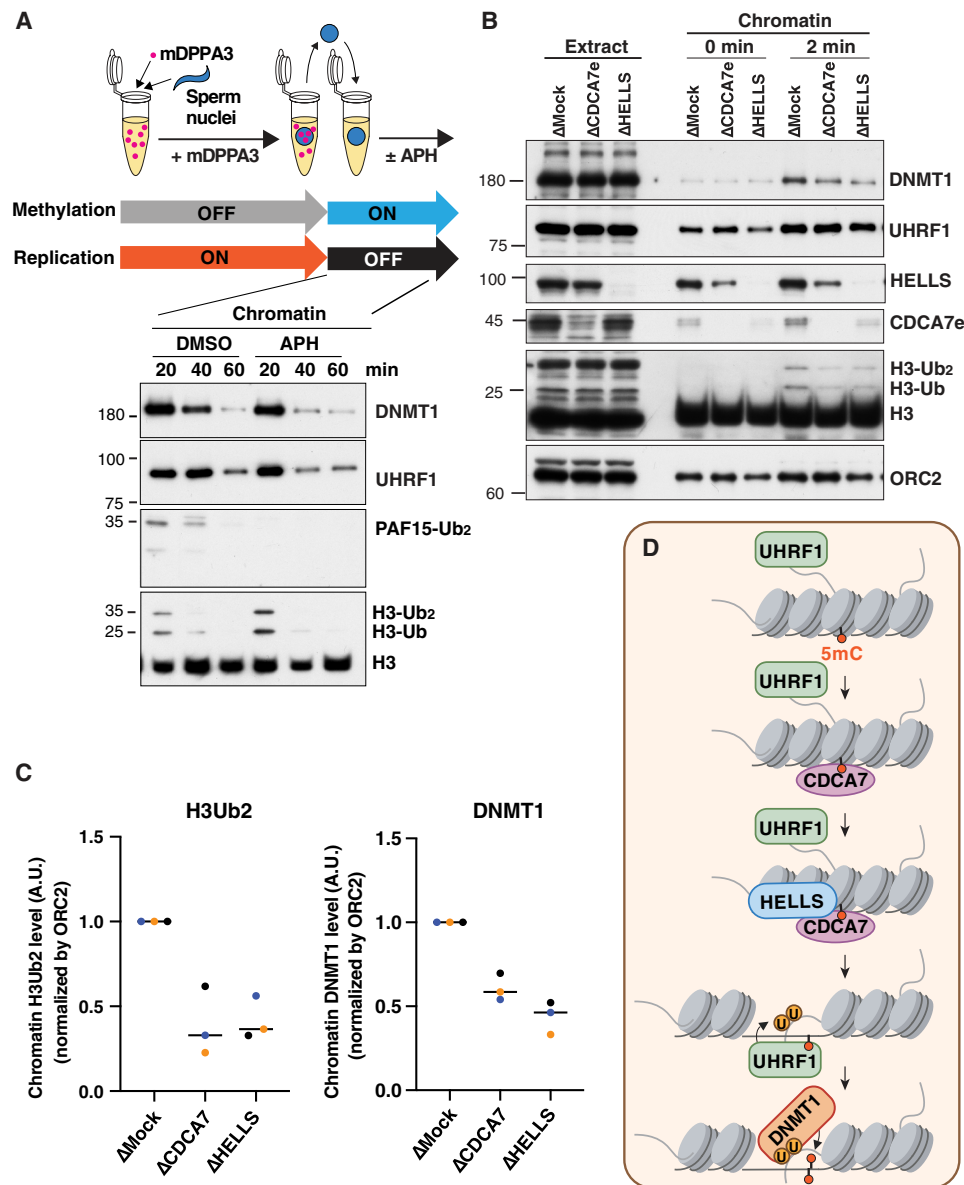 A
mDPPA3
Sperm
nuclei
+ mDPPA3
± APH
Methylation
OFF
ON
Replication
ON
OFF
Chromatin
DMSO
APH
20 40 60 20 40 60 min
180
DNMT1
100
75
UHRF1
35
PAF15-Ub2
35
25
H3-Ub2
H3-Ub
H3
B
Chromatin
Extract
0 min
2 min
ΔMock
ΔCDCA7e
ΔHELLS
ΔMock
ΔCDCA7e
ΔHELLS
ΔMock
ΔCDCA7e
ΔHELLS
180
DNMT1
75
UHRF1
100
HELLS
45
CDCA7e
25
H3-Ub2
H3-Ub
H3
60
ORC2
C
H3Ub2
Chromatin H3Ub2 level (A.U.)
(normalized by ORC2)
1.5
1.0
0.5
0.0
ΔMock
ΔCDCA7
ΔHELLS
DNMT1
Chromatin DNMT1 level (A.U.)
(normalized by ORC2)
1.5
1.0
0.5
0.0
ΔMock
ΔCDCA7
ΔHELLS
D
UHRF1
5mC
UHRF1
CDCA7
UHRF1
HELLS
CDCA7
U U
UHRF1
DNMT1
U U